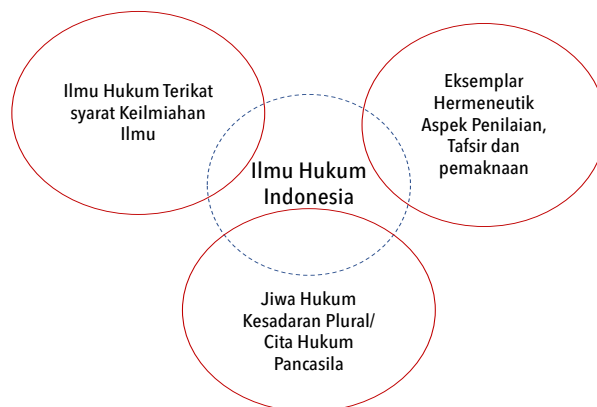 Ilmu Hukum Terikat
syarat Keilmiahan
Ilmu
Eksemplar
Hermeneutik
Aspek Penilaian,
Tafsir dan
pemaknaan
Ilmu Hukum
Indonesia
Jiwa Hukum
Kesadaran Plural/
Cita Hukum
Pancasila